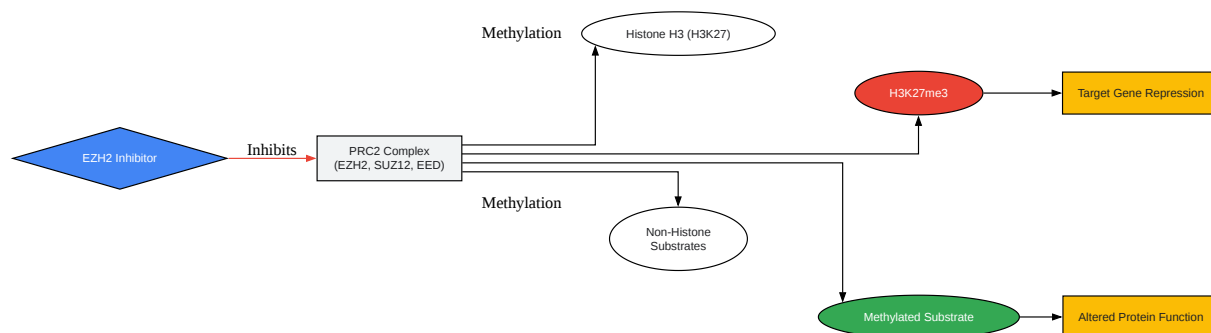 Methylation
Histone H3 (H3K27)
H3K27me3
Target Gene Repression
EZH2 Inhibitor
Inhibits
PRC2 Complex
(EZH2, SUZ12, EED)
Methylation
Non-Histone
Substrates
Methylated Substrate
Altered Protein Function